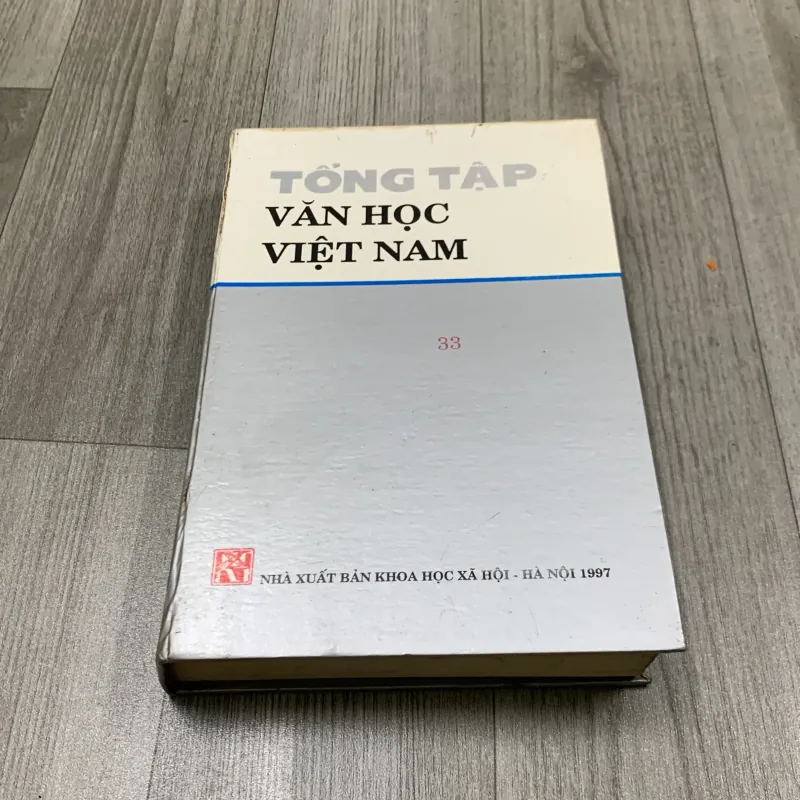 TỔNG TẬP
VĂN HỌC
VIỆT NAM
33
NHÀ XUẤT BẢN KHOA HỌC XÃ HỘI - HÀ NỘI 1997